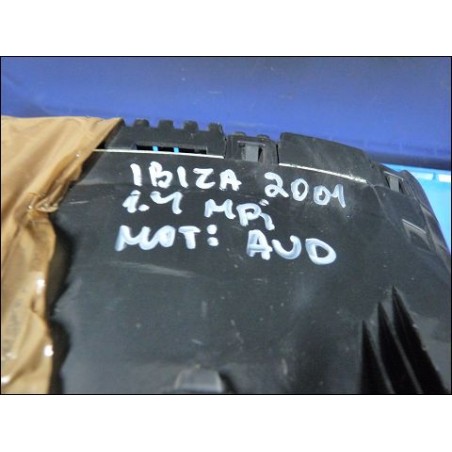 IBIZA 2001
1.4 MPi
MOT: AUD